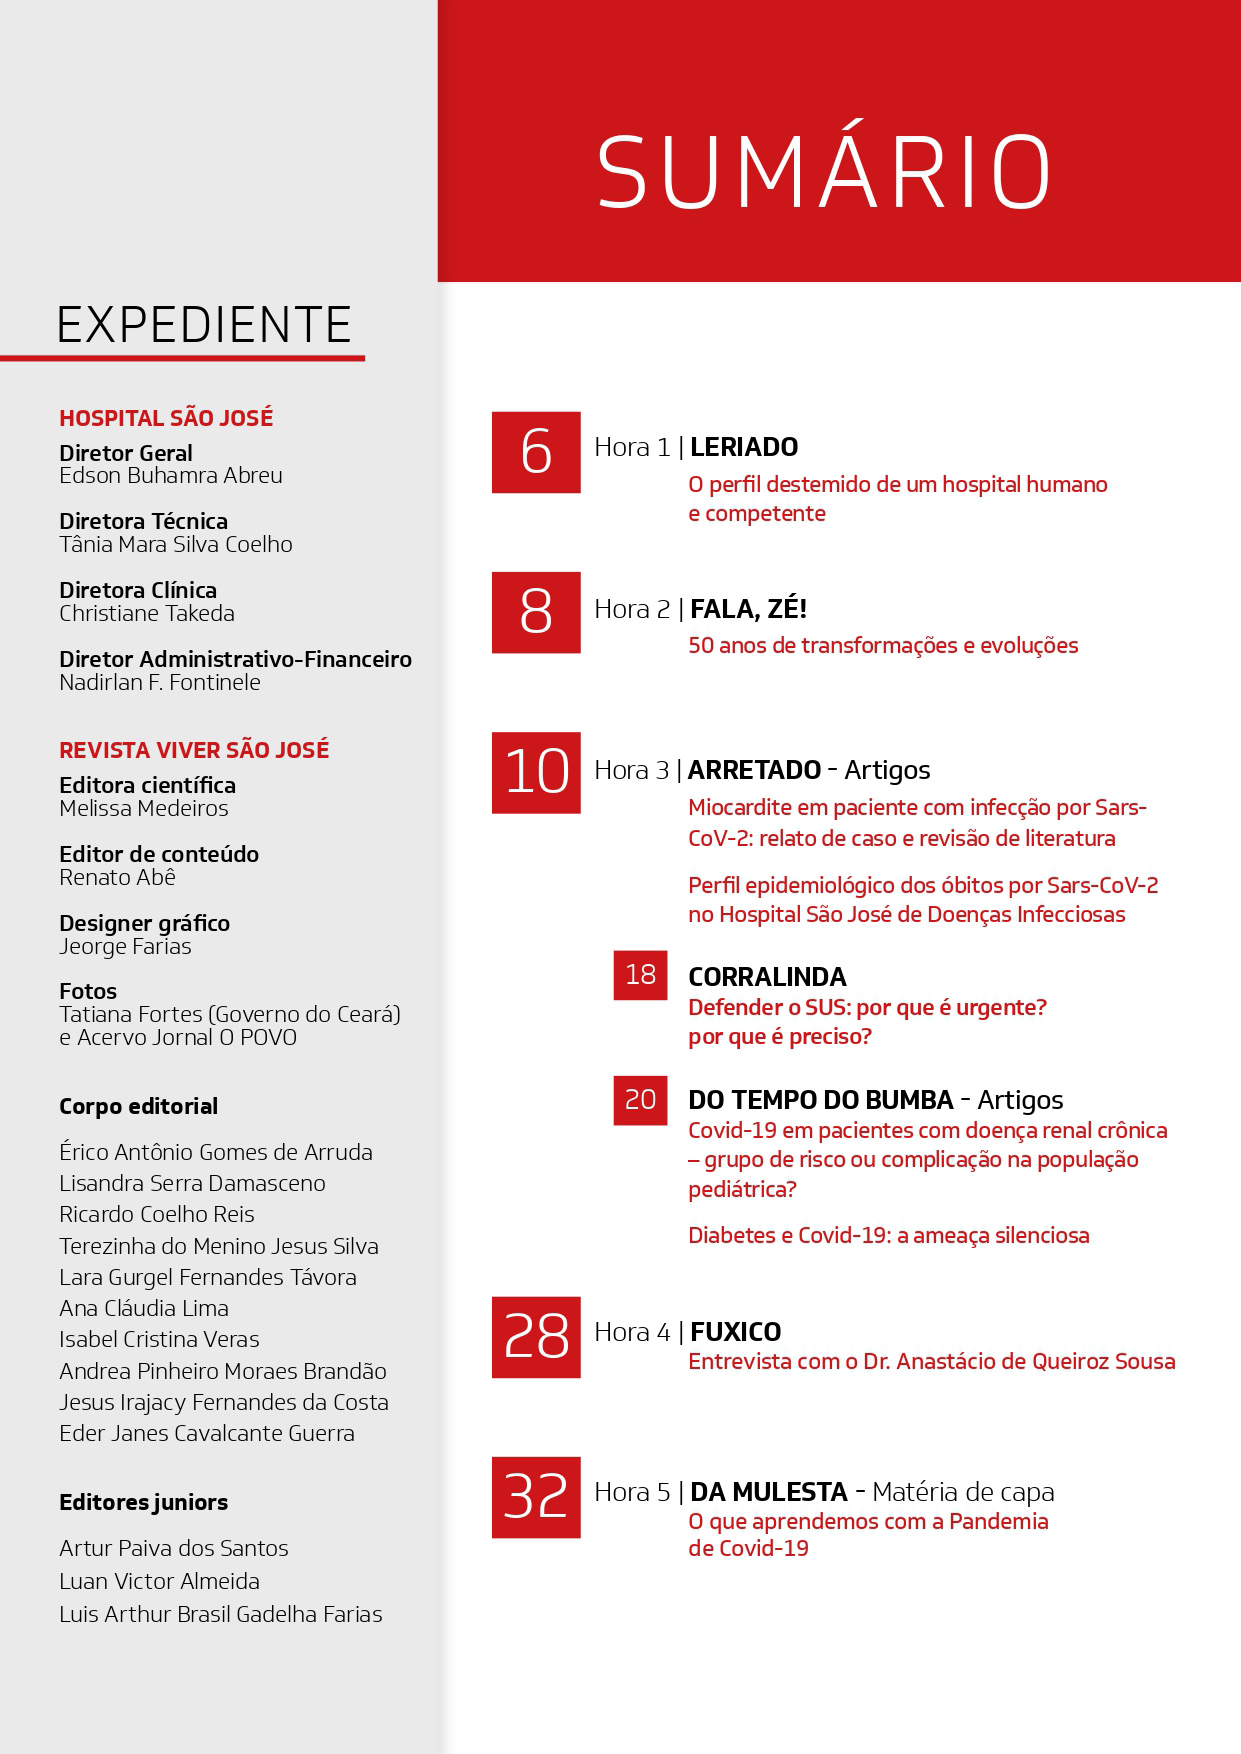 SUMÁRIO
EXPEDIENTE
HOSPITAL SÃO JOSÉ
Diretor Geral
Edson Buhamra Abreu
Diretora Técnica
Tânia Mara Silva Coelho
Diretora Clínica
Christiane Takeda
Diretor Administrativo-Financeiro
Nadirlan F. Fontinele
REVISTA VIVER SÃO JOSÉ
Editora científica
Melissa Medeiros
Editor de conteúdo
Renato Abê
Designer gráfico
Jeorge Farias
Fotos
Tatiana Fortes (Governo do Ceará)
e Acervo Jornal O POVO
Corpo editorial
Érico Antônio Gomes de Arruda
Lisandra Serra Damasceno
Ricardo Coelho Reis
Terezinha do Menino Jesus Silva
Lara Gurgel Fernandes Távora
Ana Cláudia Lima
Isabel Cristina Veras
Andrea Pinheiro Moraes Brandão
Jesus Irajacy Fernandes da Costa
Eder Janes Cavalcante Guerra
Editores juniors
Artur Paiva dos Santos
Luan Victor Almeida
Luis Arthur Brasil Gadelha Farias
6 Hora 1 | LERIADO
O perfil destemido de um hospital humano
e competente
8 Hora 2 | FALA, ZÉ!
50 anos de transformações e evoluções
10 Hora 3 | ARRETADO - Artigos
Miocardite em paciente com infecção por Sars-
CoV-2: relato de caso e revisão de literatura
Perfil epidemiológico dos óbitos por Sars-CoV-2
no Hospital São José de Doenças Infecciosas
18 CORRALINDA
Defender o SUS: por que é urgente?
por que é preciso?
20 DO TEMPO DO BUMBA - Artigos
Covid-19 em pacientes com doença renal crônica
– grupo de risco ou complicação na população
pediátrica?
Diabetes e Covid-19: a ameaça silenciosa
28 Hora 4 | FUXICO
Entrevista com o Dr. Anastácio de Queiroz Sousa
32 Hora 5 | DA MULESTA - Matéria de capa
O que aprendemos com a Pandemia
de Covid-19